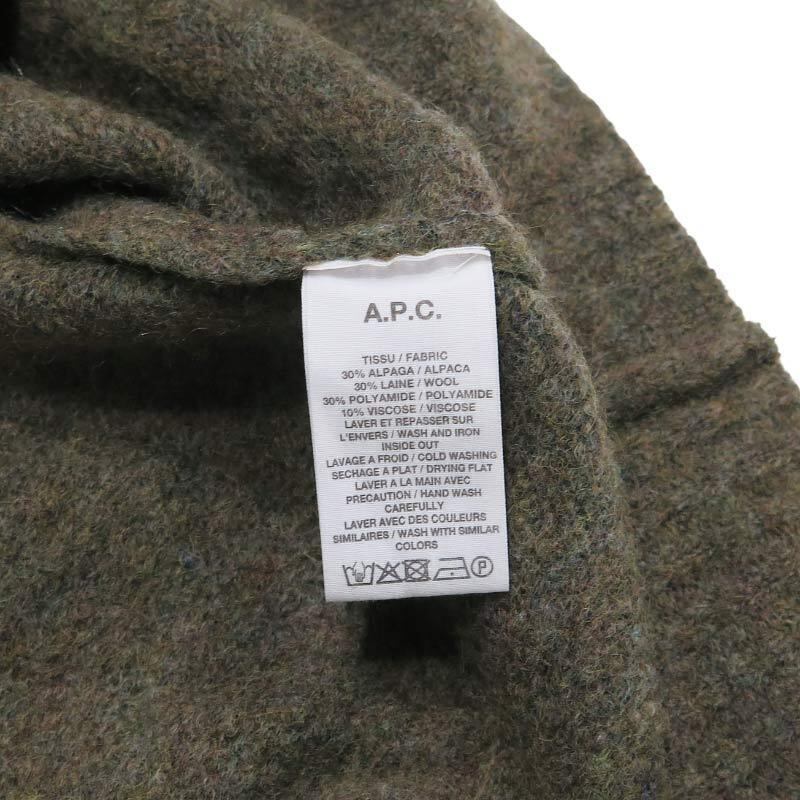 A.P.C.
TISSU / FABRIC
30% ALPAGA / ALPACA
30% LAINE / WOOL
30% POLYAMIDE / POLYAMIDE
10% VISCOSE / VISCOSE
LAVER ET REPASSER SUR
L'ENVERS / WASH AND IRON
INSIDE OUT
LAVAGE A FROID / COLD WASHING
SECHAGE A PLAT / DRYING FLAT
LAVER A LA MAIN AVEC
PRECAUTION / HAND WASH
CAREFULLY
LAVER AVEC DES COULEURS
SIMILAIRES / WASH WITH SIMILAR
COLORS
P